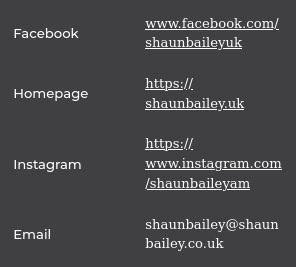 Facebook
www.facebook.com/
shaunbaileyuk
Homepage
https://
shaunbailey.uk
Instagram
https://
www.instagram.com
/shaunbaileyam
Email
shaunbailey@shaun
bailey.co.uk